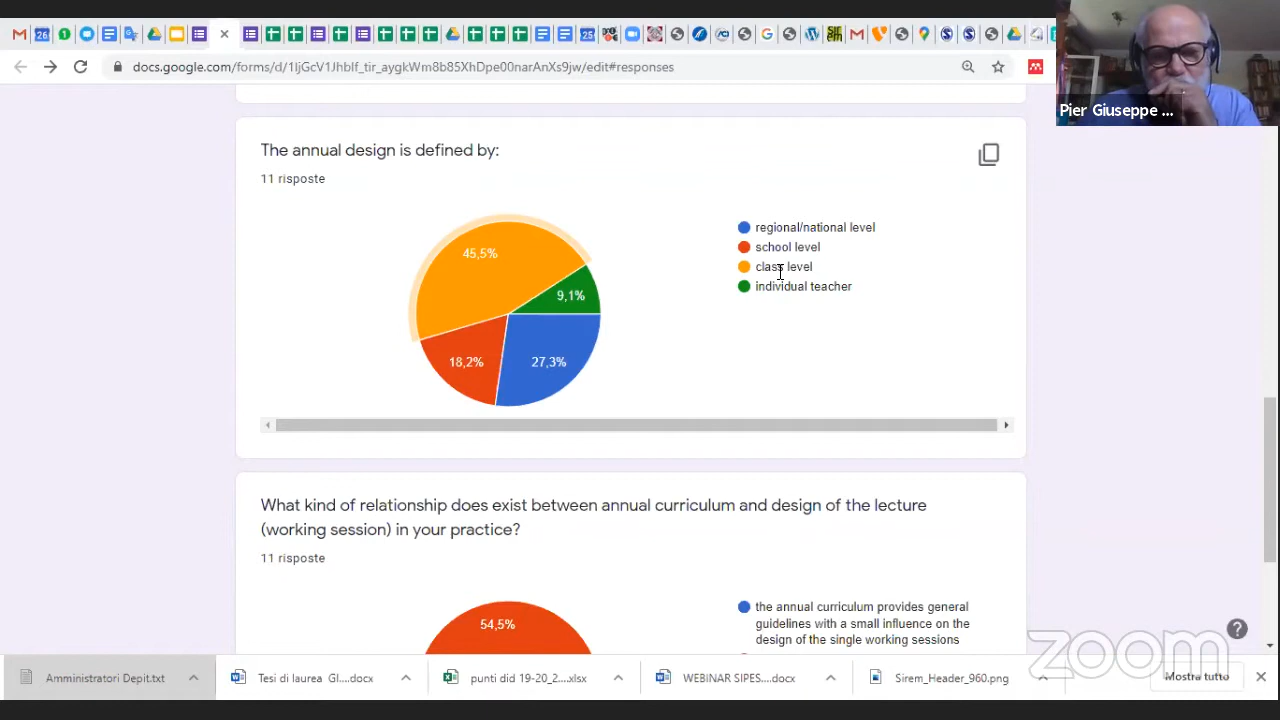 docs.google.com/forms/d/1IjGcV1JhbIf_tir_aygkWm8b85XhDpe00narAnXs9jw/edit#responses
Pier Giuseppe ...
The annual design is defined by:
11 risposte
45,5%
9,1%
18,2%
27,3%
regional/national level
school level
class level
individual teacher
What kind of relationship does exist between annual curriculum and design of the lecture
(working session) in your practice?
11 risposte
54,5%
the annual curriculum provides general
guidelines with a small influence on the
design of the single working sessions
zoom
Amministratori Depit.txt
Tesi di laurea GI....docx
punti did 19-20_2....xlsx
WEBINAR SIPES....docx
Sirem_Header_960.png
Mostra tutto